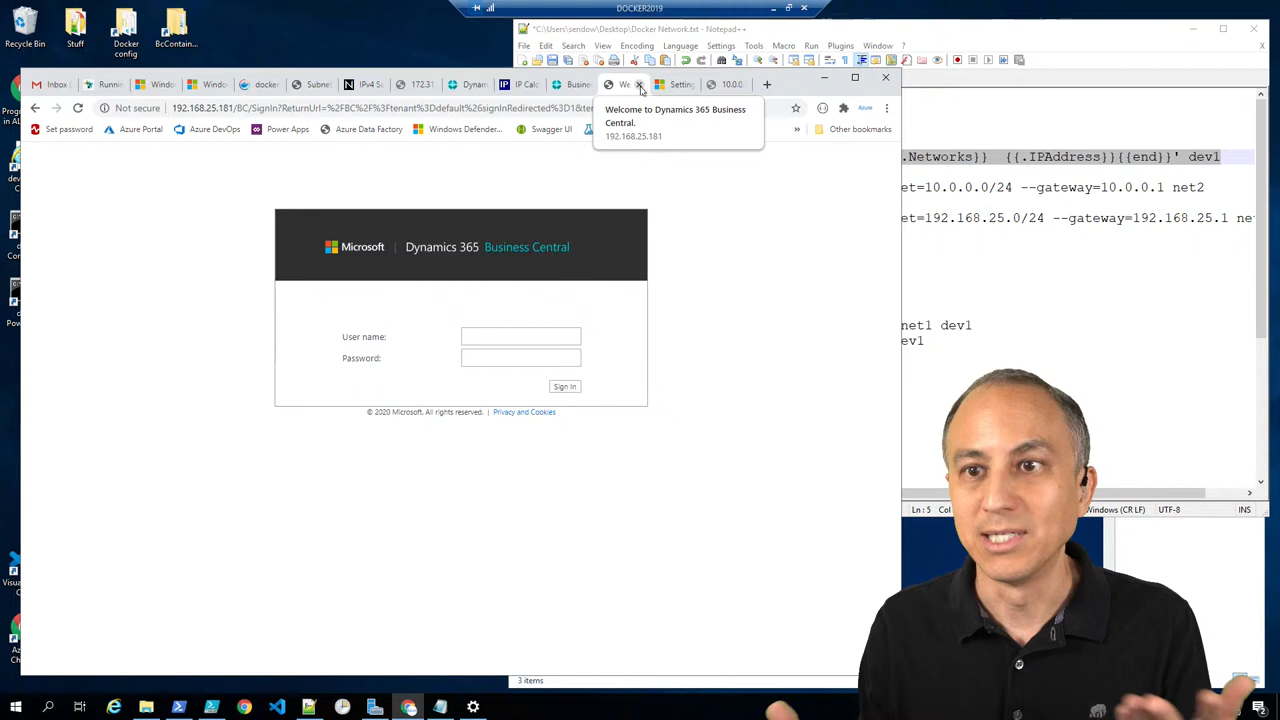 DOCKER2019
Recycle Bin
Stuff
Docker config
BcContain...
*C:\Users\sendow\Desktop\Docker Network.txt - Notepad++
File Edit Search View Encoding Language Settings Tools Macro Run Plugins Window ?
Inbox
Runnin
Windo
Windo
docker
Subnet
IPv4 Sc
172.31
Dynam
IP Calc
Busine
We
Setting
10.0.0.
Not secure 192.168.25.181/BC/SignIn?ReturnUrl=%2FBC%2F%3Ftenant%3Ddefault%26signInRedirected%3D1&ter
Azure
Set password
Azure Portal
Azure DevOps
Power Apps
Azure Data Factory
Windows Defender...
Swagger UI
Other bookmarks
Welcome to Dynamics 365 Business
Central.
192.168.25.181
.Networks}} {{.IPAddress}}{{end}}' dev1
et=10.0.0.0/24 --gateway=10.0.0.1 net2
et=192.168.25.0/24 --gateway=192.168.25.1 ne
net1 dev1
ev1
Microsoft | Dynamics 365 Business Central
User name:
Password:
Sign In
© 2020 Microsoft. All rights reserved. | Privacy and Cookies
Ln : 5 Col
Windows (CR LF)
UTF-8
INS
3 items
2